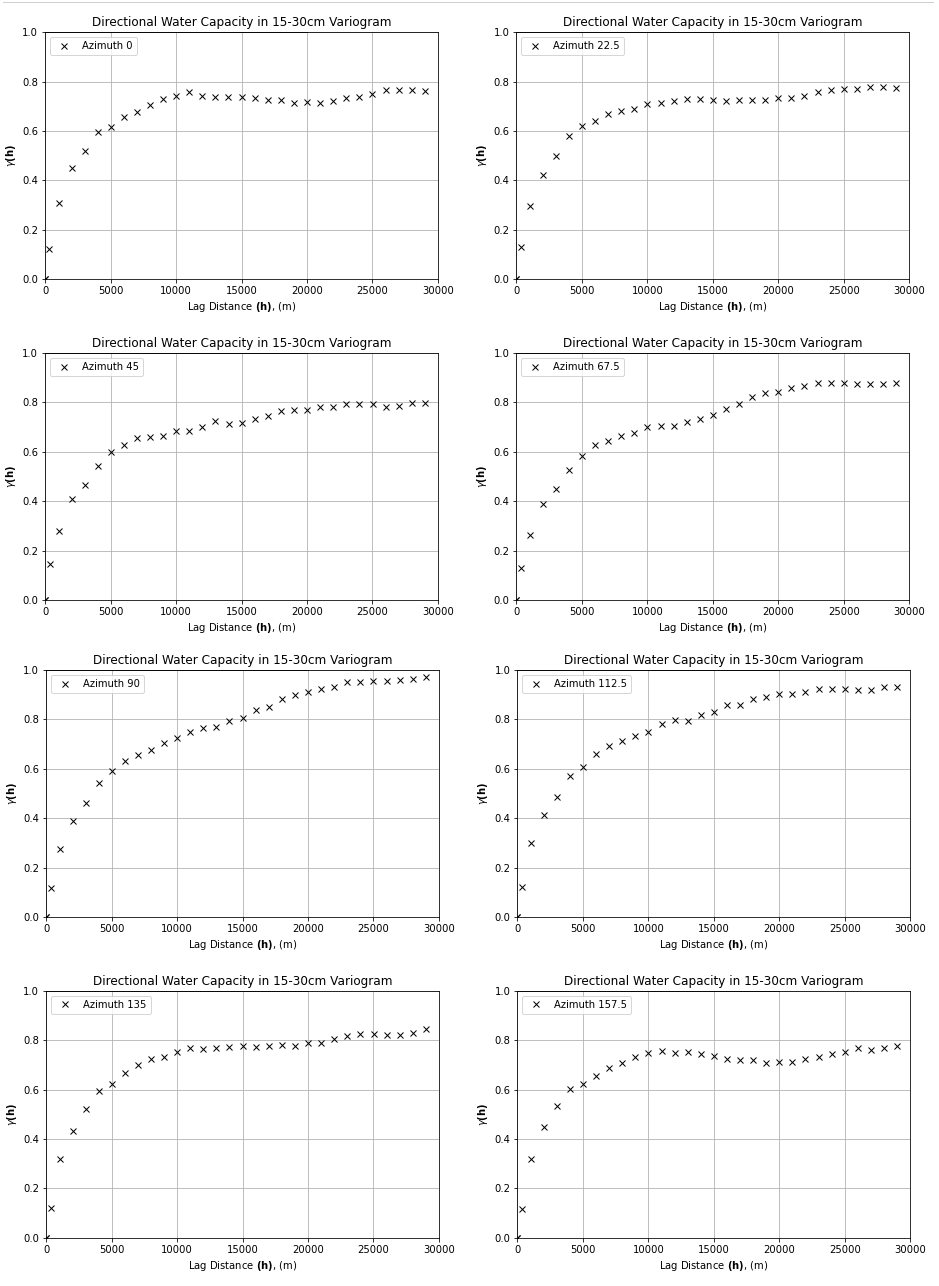 Directional Water Capacity in 15-30cm Variogram
Azimuth 0
1.0
0.8
0.6
0.4
0.2
0.0
γ(h)
0 5000 10000 15000 20000 25000 30000
Lag Distance (h), (m)
Directional Water Capacity in 15-30cm Variogram
Azimuth 22.5
1.0
0.8
0.6
0.4
0.2
0.0
γ(h)
0 5000 10000 15000 20000 25000 30000
Lag Distance (h), (m)
Directional Water Capacity in 15-30cm Variogram
Azimuth 45
1.0
0.8
0.6
0.4
0.2
0.0
γ(h)
0 5000 10000 15000 20000 25000 30000
Lag Distance (h), (m)
Directional Water Capacity in 15-30cm Variogram
Azimuth 67.5
1.0
0.8
0.6
0.4
0.2
0.0
γ(h)
0 5000 10000 15000 20000 25000 30000
Lag Distance (h), (m)
Directional Water Capacity in 15-30cm Variogram
Azimuth 90
1.0
0.8
0.6
0.4
0.2
0.0
γ(h)
0 5000 10000 15000 20000 25000 30000
Lag Distance (h), (m)
Directional Water Capacity in 15-30cm Variogram
Azimuth 112.5
1.0
0.8
0.6
0.4
0.2
0.0
γ(h)
0 5000 10000 15000 20000 25000 30000
Lag Distance (h), (m)
Directional Water Capacity in 15-30cm Variogram
Azimuth 135
1.0
0.8
0.6
0.4
0.2
0.0
γ(h)
0 5000 10000 15000 20000 25000 30000
Lag Distance (h), (m)
Directional Water Capacity in 15-30cm Variogram
Azimuth 157.5
1.0
0.8
0.6
0.4
0.2
0.0
γ(h)
0 5000 10000 15000 20000 25000 30000
Lag Distance (h), (m)